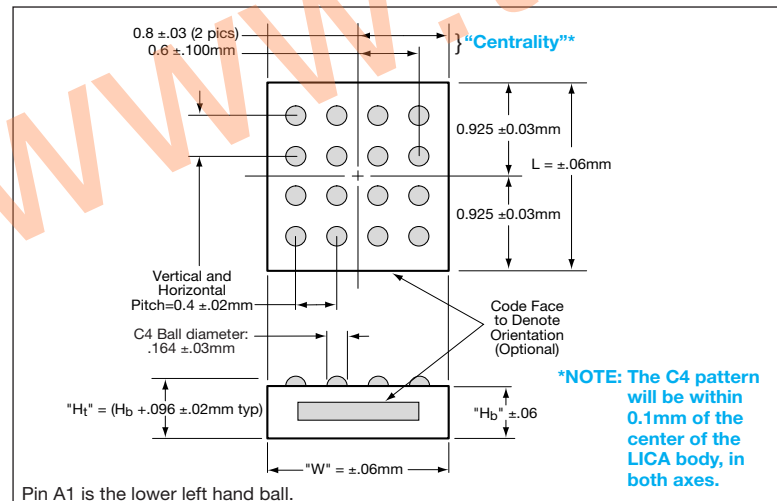 0.8 ±.03 (2 pics)
0.6 ±.100mm
} “Centrality”*
0.925 ±0.03mm
L = ±.06mm
0.925 ±0.03mm
Vertical and
Horizontal
Pitch=0.4 ±.02mm
Code Face
to Denote
Orientation
(Optional)
C4 Ball diameter:
.164 ±.03mm
"Ht" = (Hb +.096 ±.02mm typ)
"Hb" ±.06
*NOTE: The C4 pattern
will be within
0.1mm of the
center of the
LICA body, in
both axes.
"W" = ±.06mm
Pin A1 is the lower left hand ball.
www.